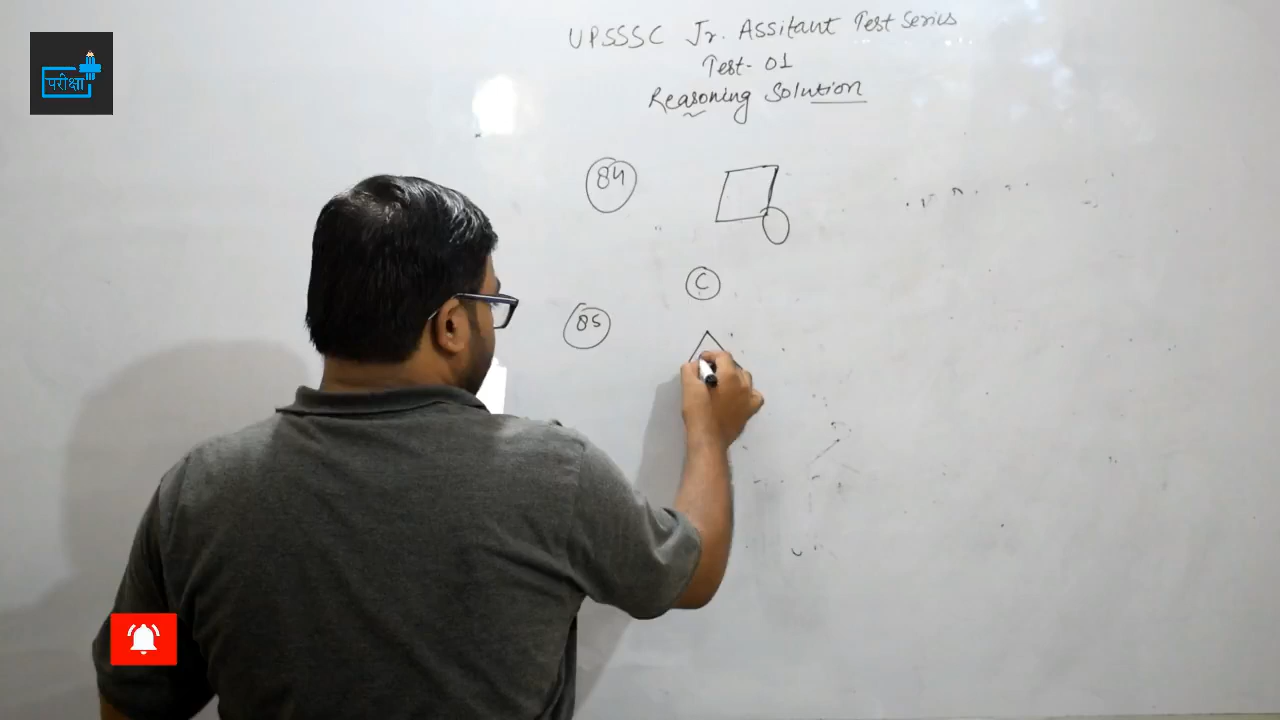 परीक्षा
UPSSSC Jr. Assitant Test Series
Test-01
Reasoning Solution
84
C
85